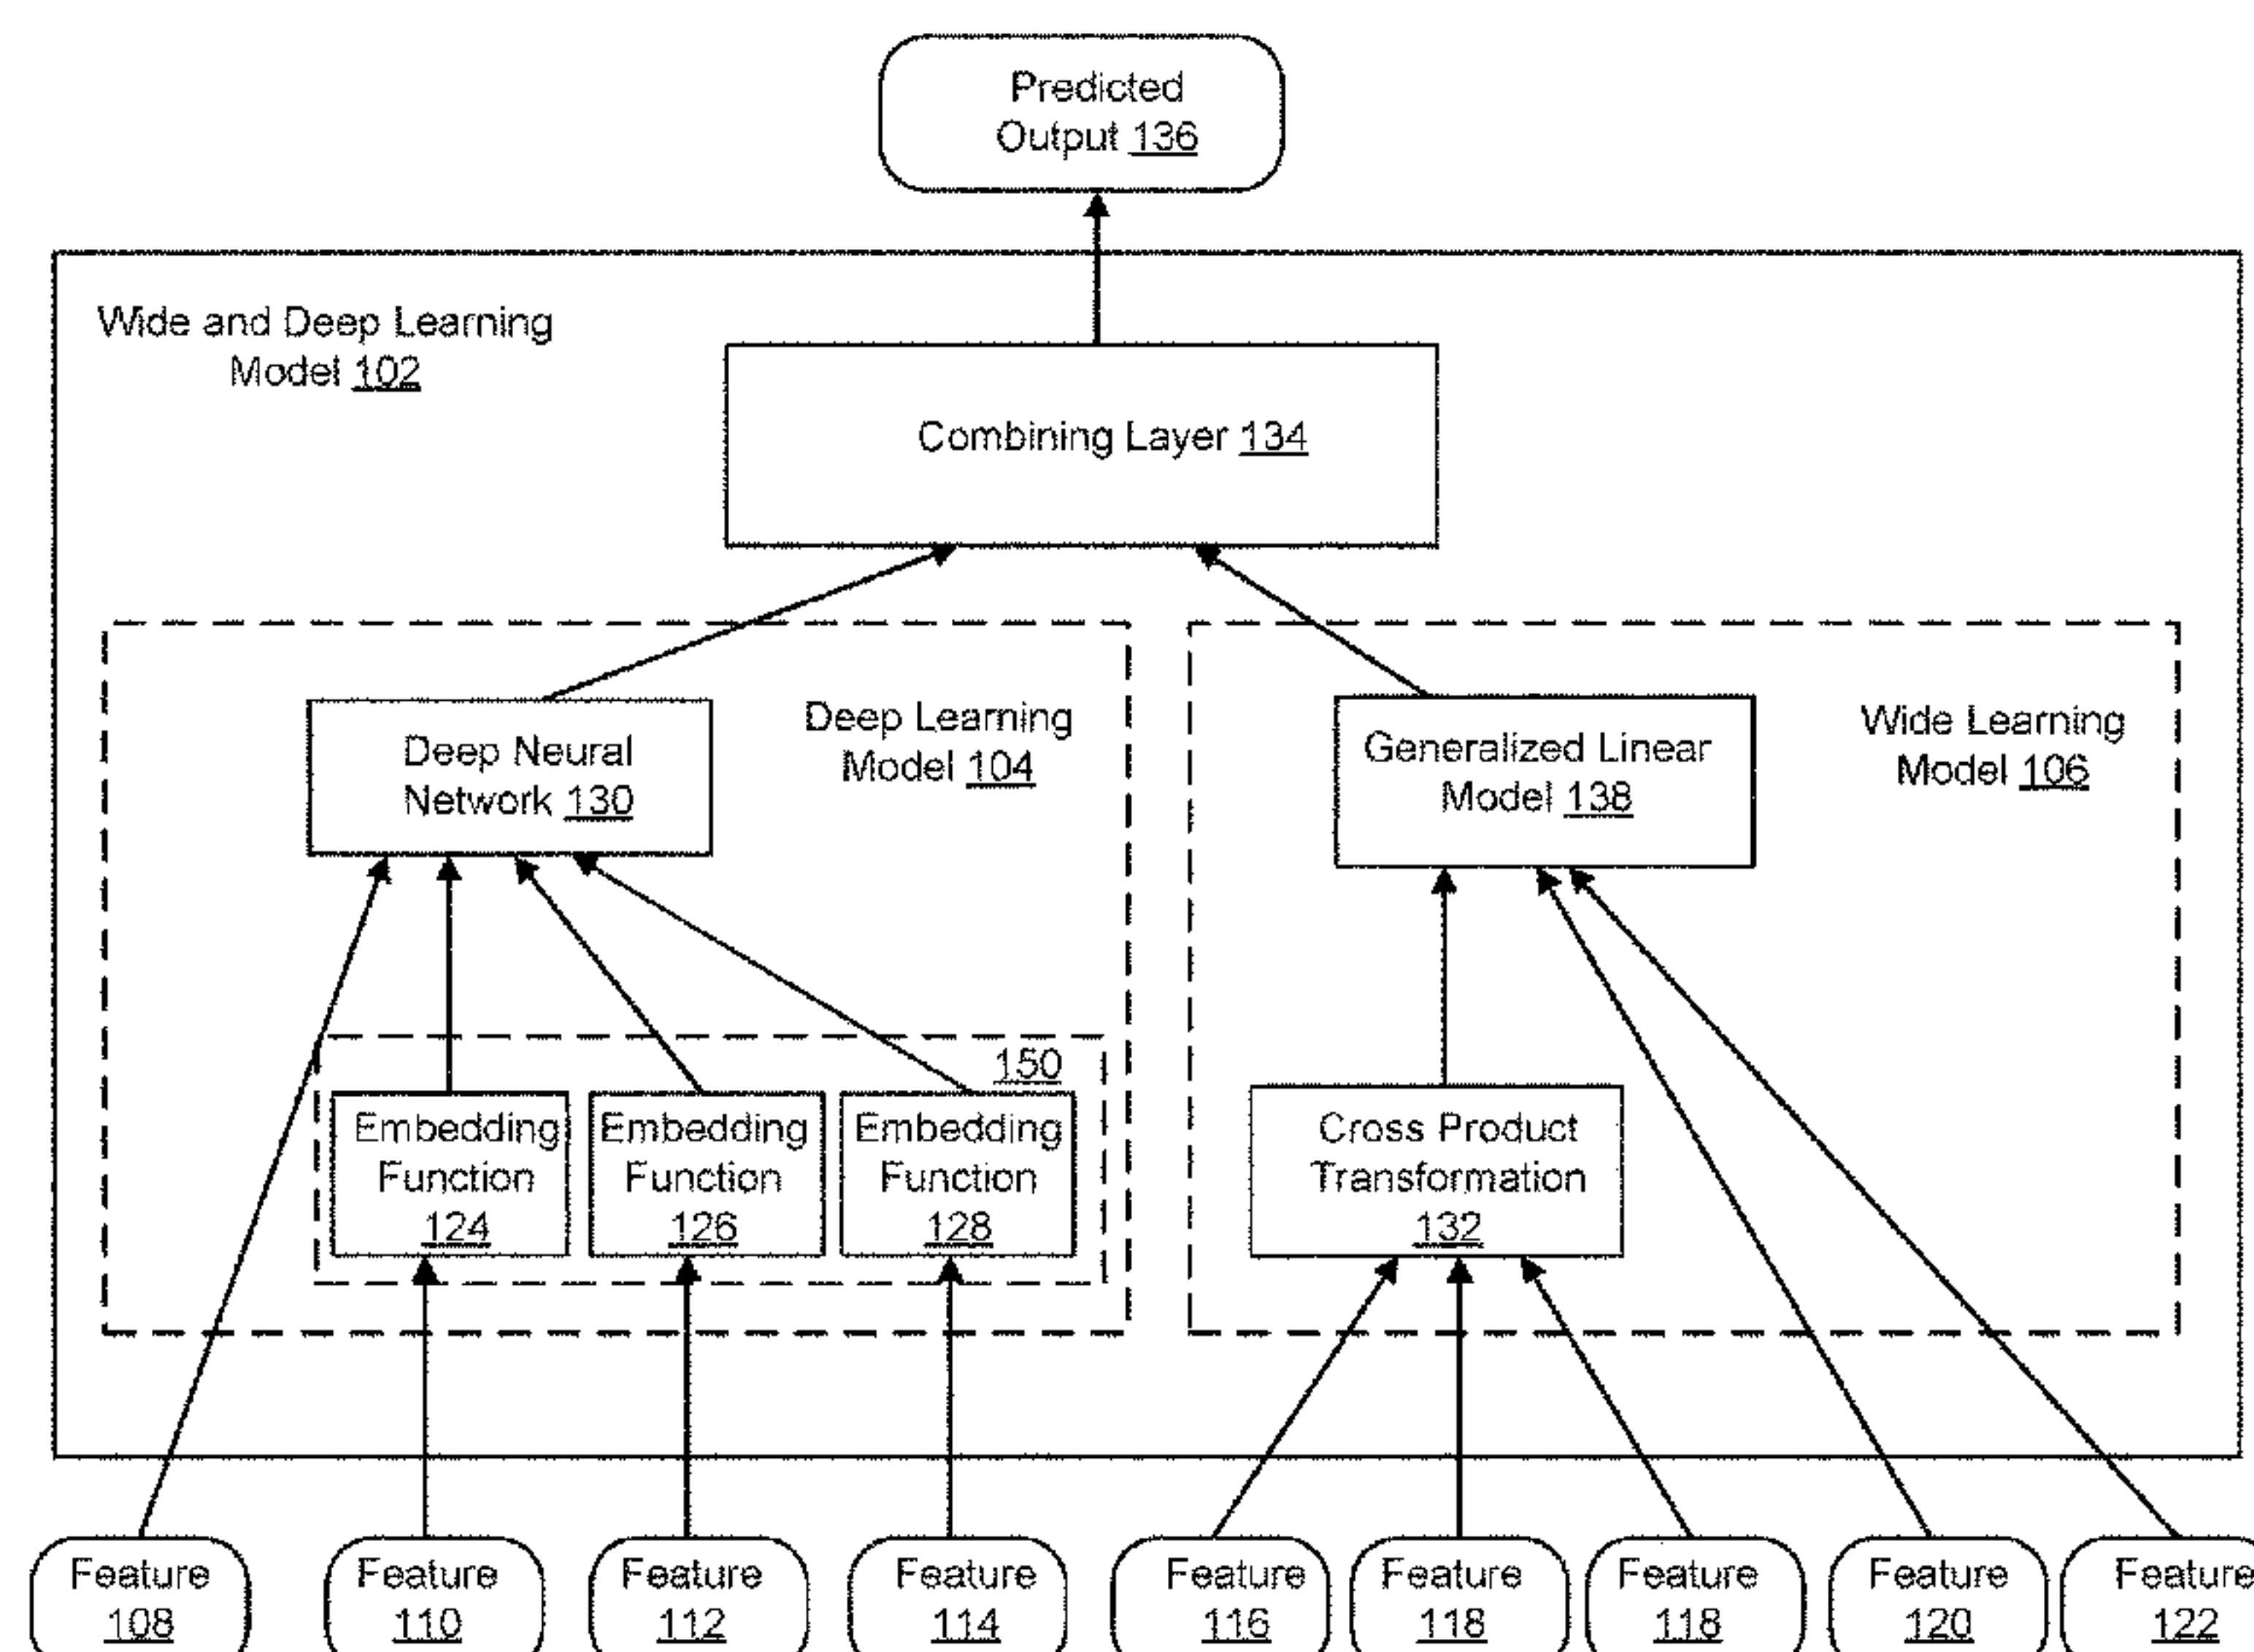 Predicted
Output 136
Wide and Deep Learning
Model 102
Combining Layer 134
Deep Learning
Model 104
Deep Neural
Network 130
Wide Learning
Model 106
Generalized Linear
Model 138
150
Embedding
Function
124
Embedding
Function
126
Embedding
Function
128
Cross Product
Transformation
132
Feature
108
Feature
110
Feature
112
Feature
114
Feature
116
Feature
118
Feature
118
Feature
120
Feature
122